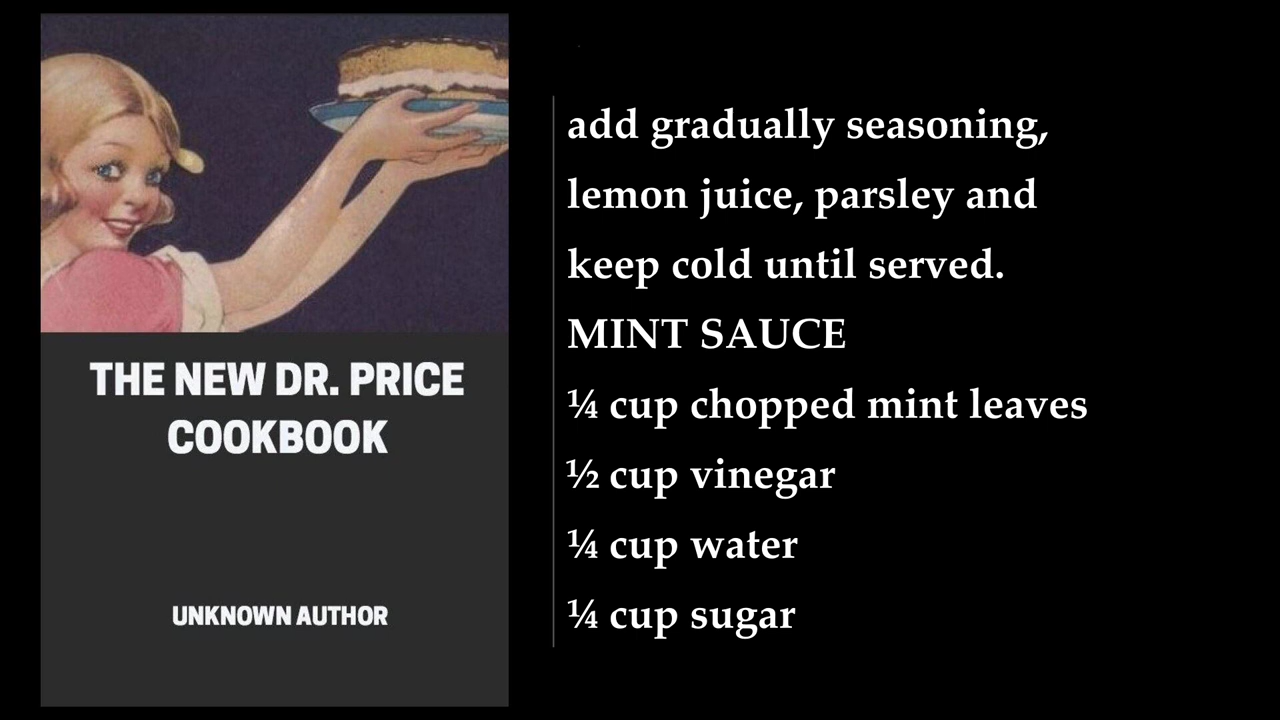 THE NEW DR. PRICE
COOKBOOK
UNKNOWN AUTHOR
add gradually seasoning,
lemon juice, parsley and
keep cold until served.
MINT SAUCE
¼ cup chopped mint leaves
½ cup vinegar
¼ cup water
¼ cup sugar